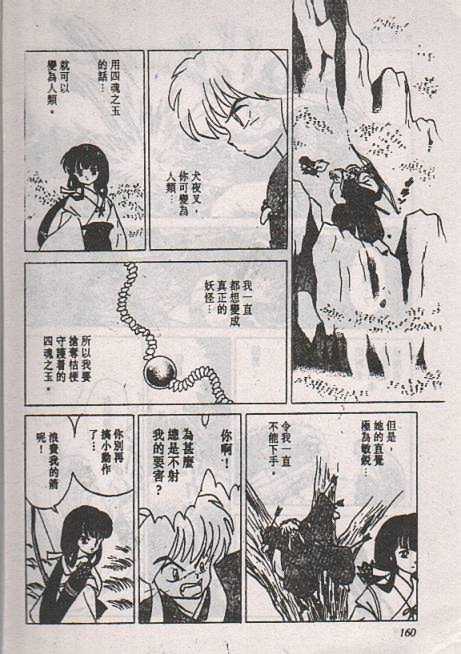 犬夜叉，
你可變為
人類…
用四魂之玉
的話…
就可以
變為人類。
我一直
都想變成
真正的
妖怪…
所以我要
搶奪桔梗
守護着的
四魂之玉。
但是，
她的直覺
極為敏銳…
令我一直
不能下手。
你啊！
為甚麼
總是不射
我的要害？
你別再
搞小動作
了…
浪費我的箭
呢！
160